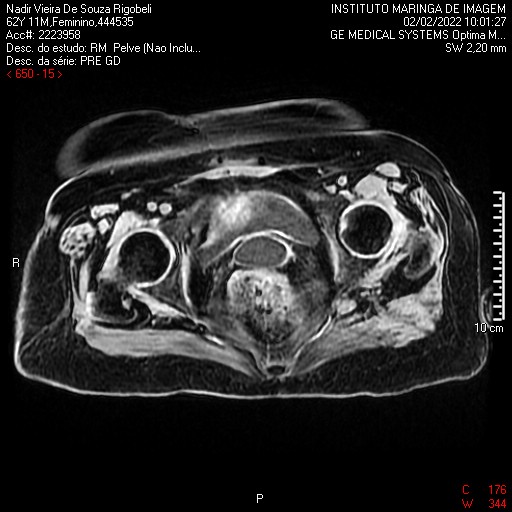 Nadir Vieira De Souza Rigobeli
62Y 11M,Feminino,444535
Acc#: 2223958
Desc. do estudo: RM Pelve (Nao Inclu...
Desc. da série: PRE GD
< 650 - 15 >
INSTITUTO MARINGA DE IMAGEM
02/02/2022 10:01:27
GE MEDICAL SYSTEMS Optima M...
SW 2,20 mm
R
10 cm
P
C 176
W 344